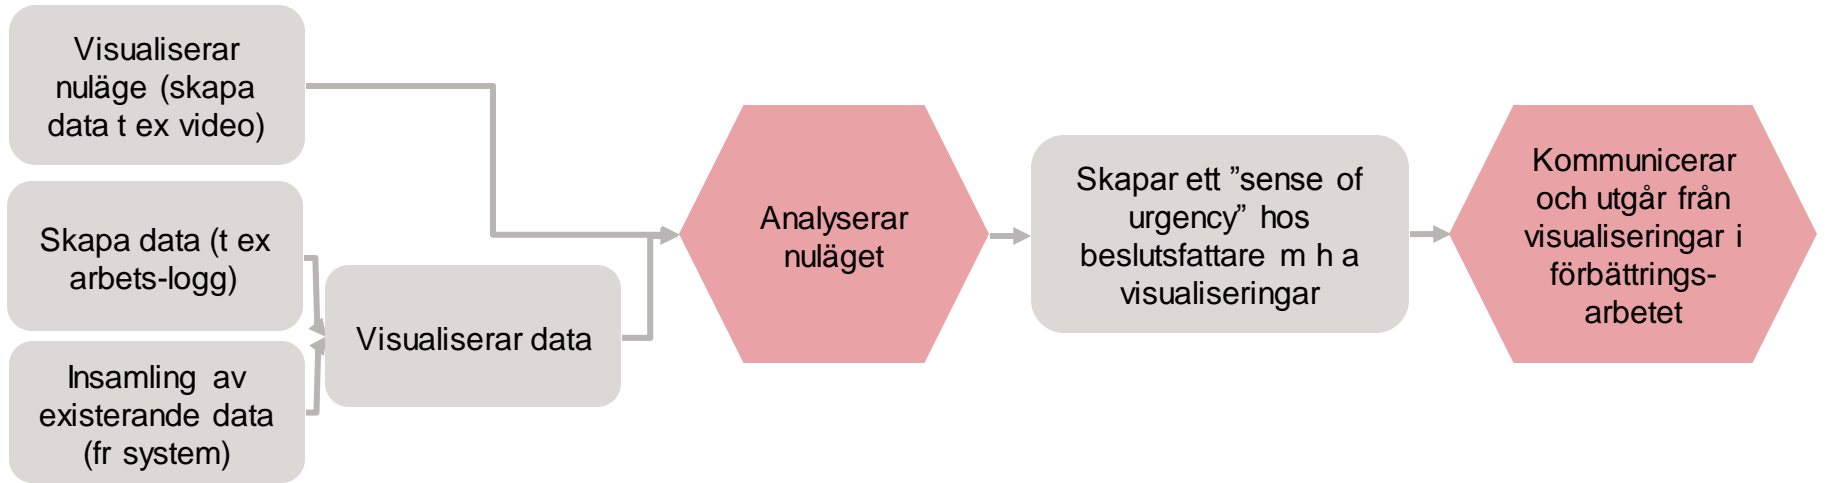 Visualiserar
nuläge (skapa
data t ex video)
Skapa data (t ex
arbets-logg)
Insamling av
existerande data
(fr system)
Visualiserar data
Analyserar
nuläget
Skapar ett ”sense of
urgency” hos
beslutsfattare m h a
visualiseringar
Kommunicerar
och utgår från
visualiseringar i
förbättrings-
arbetet